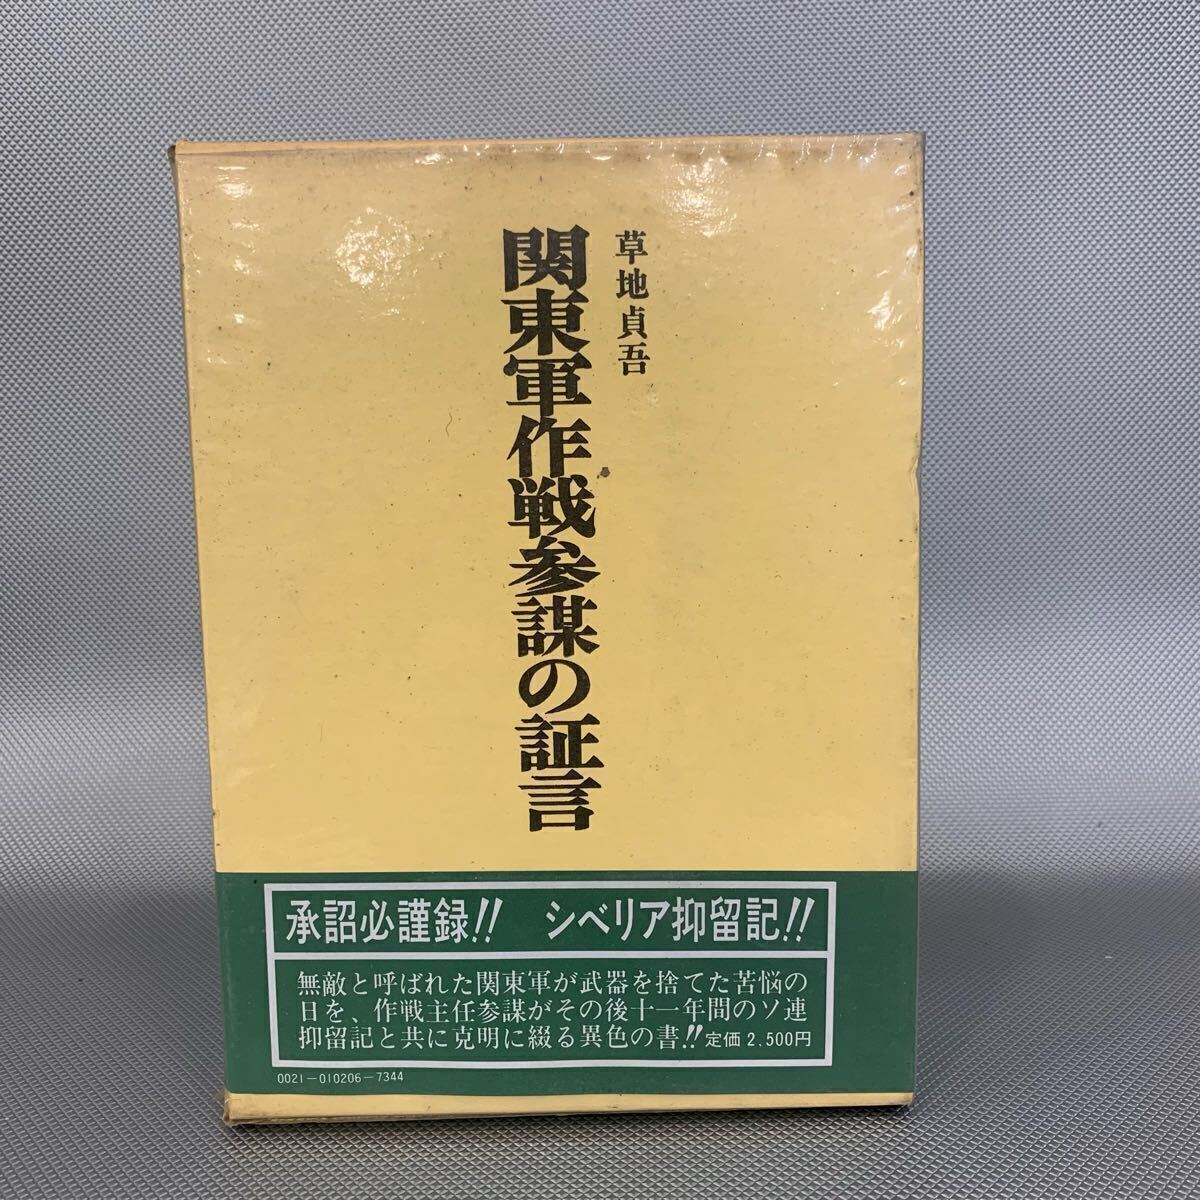 草地貞吾
関東軍作戦参謀の証言
承詔必謹録!! シベリア抑留記!!
無敵と呼ばれた関東軍が武器を捨てた苦悩の
日を、作戦主任参謀がその後十一年間のソ連
抑留記と共に克明に綴る異色の書!!定価2,500円
0021-010206-7344